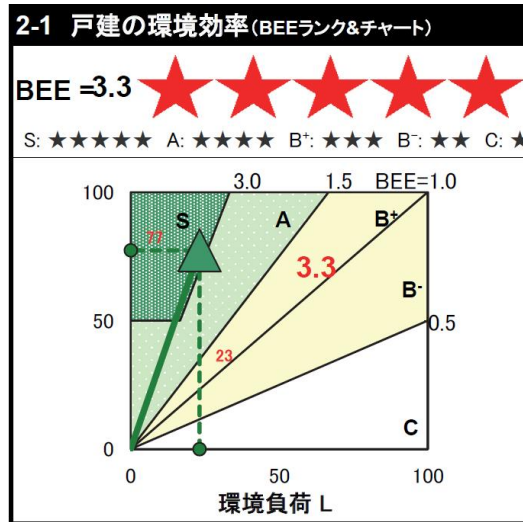 2-1 戸建の環境効率(BEEランク&チャート)
BEE =3.3 ★★★★★
S: ★★★★★ A: ★★★★ B⁺: ★★★ B⁻: ★★ C: ★
3.0 1.5 BEE=1.0
100
S A B⁺
77
3.3
B⁻
50
0.5
23
C
0
0 50 100
環境負荷 L